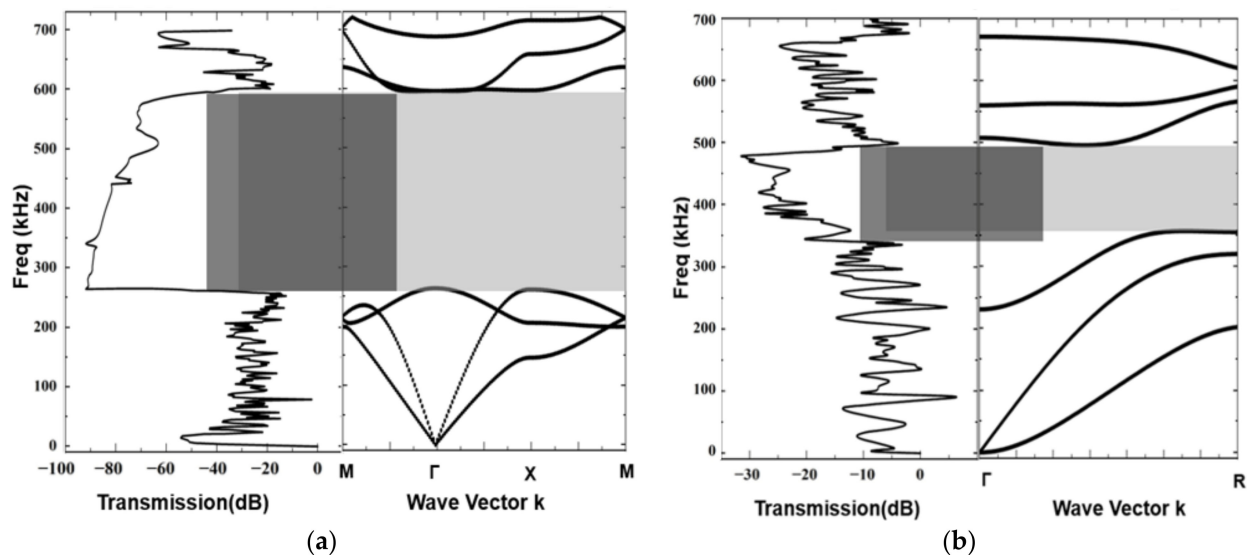 700
600
500
400
300
200
100
0
Freq (kHz)
−100 −80 −60 −40 −20 0
M Γ X M
Transmission(dB)
Wave Vector k
(a)
700
600
500
400
300
200
100
0
Freq (kHz)
−30 −20 −10 0
Γ R
Transmission(dB)
Wave Vector k
(b)